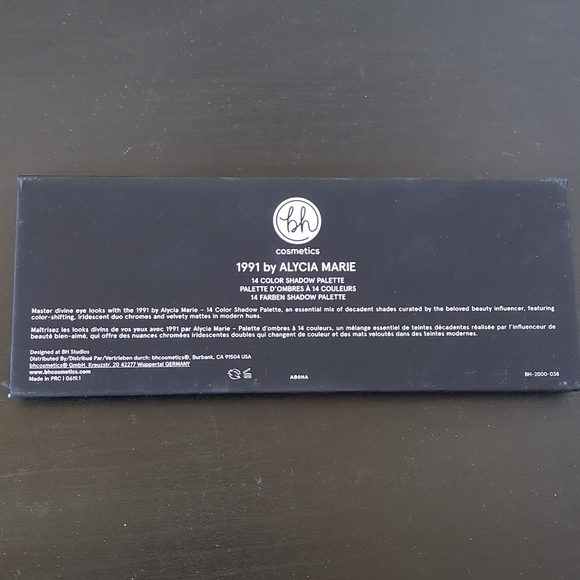 bh
cosmetics
1991 by ALYCIA MARIE
14 COLOR SHADOW PALETTE
PALETTE D'OMBRES À 14 COULEURS
14 FARBEN SHADOW PALETTE
Master divine eye looks with the 1991 by Alycia Marie – 14 Color Shadow Palette, an essential mix of decadent shades curated by the beloved beauty influencer, featuring
color-shifting, iridescent duo chromes and velvety mattes in modern hues.
Maîtrisez les looks divins de vos yeux avec 1991 par Alycia Marie – Palette d'ombres à 14 couleurs, un mélange essentiel de teintes décadentes réalisée par l'influenceur de
beauté bien-aimé, qui offre des nuances chromées iridescentes doubles qui changent de couleur et des mats veloutés dans des teintes modernes.
Designed at BH Studios
Distributed By/Distribué Par/Vertrieben durch: bhcosmetics®, Burbank, CA 91504 USA
bhcosmetics® GmbH, Kreuzstr. 20 42277 Wuppertal GERMANY
www.bhcosmetics.com
Made in PRC | 0619.1
BH-2000-038